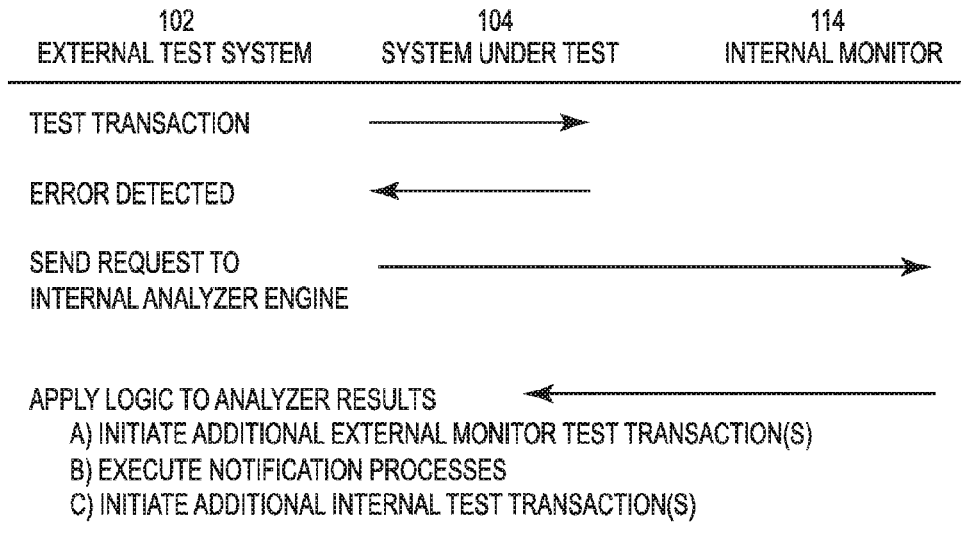 102 104 114
EXTERNAL TEST SYSTEM SYSTEM UNDER TEST INTERNAL MONITOR
TEST TRANSACTION
ERROR DETECTED
SEND REQUEST TO
INTERNAL ANALYZER ENGINE
APPLY LOGIC TO ANALYZER RESULTS
A) INITIATE ADDITIONAL EXTERNAL MONITOR TEST TRANSACTION(S)
B) EXECUTE NOTIFICATION PROCESSES
C) INITIATE ADDITIONAL INTERNAL TEST TRANSACTION(S)